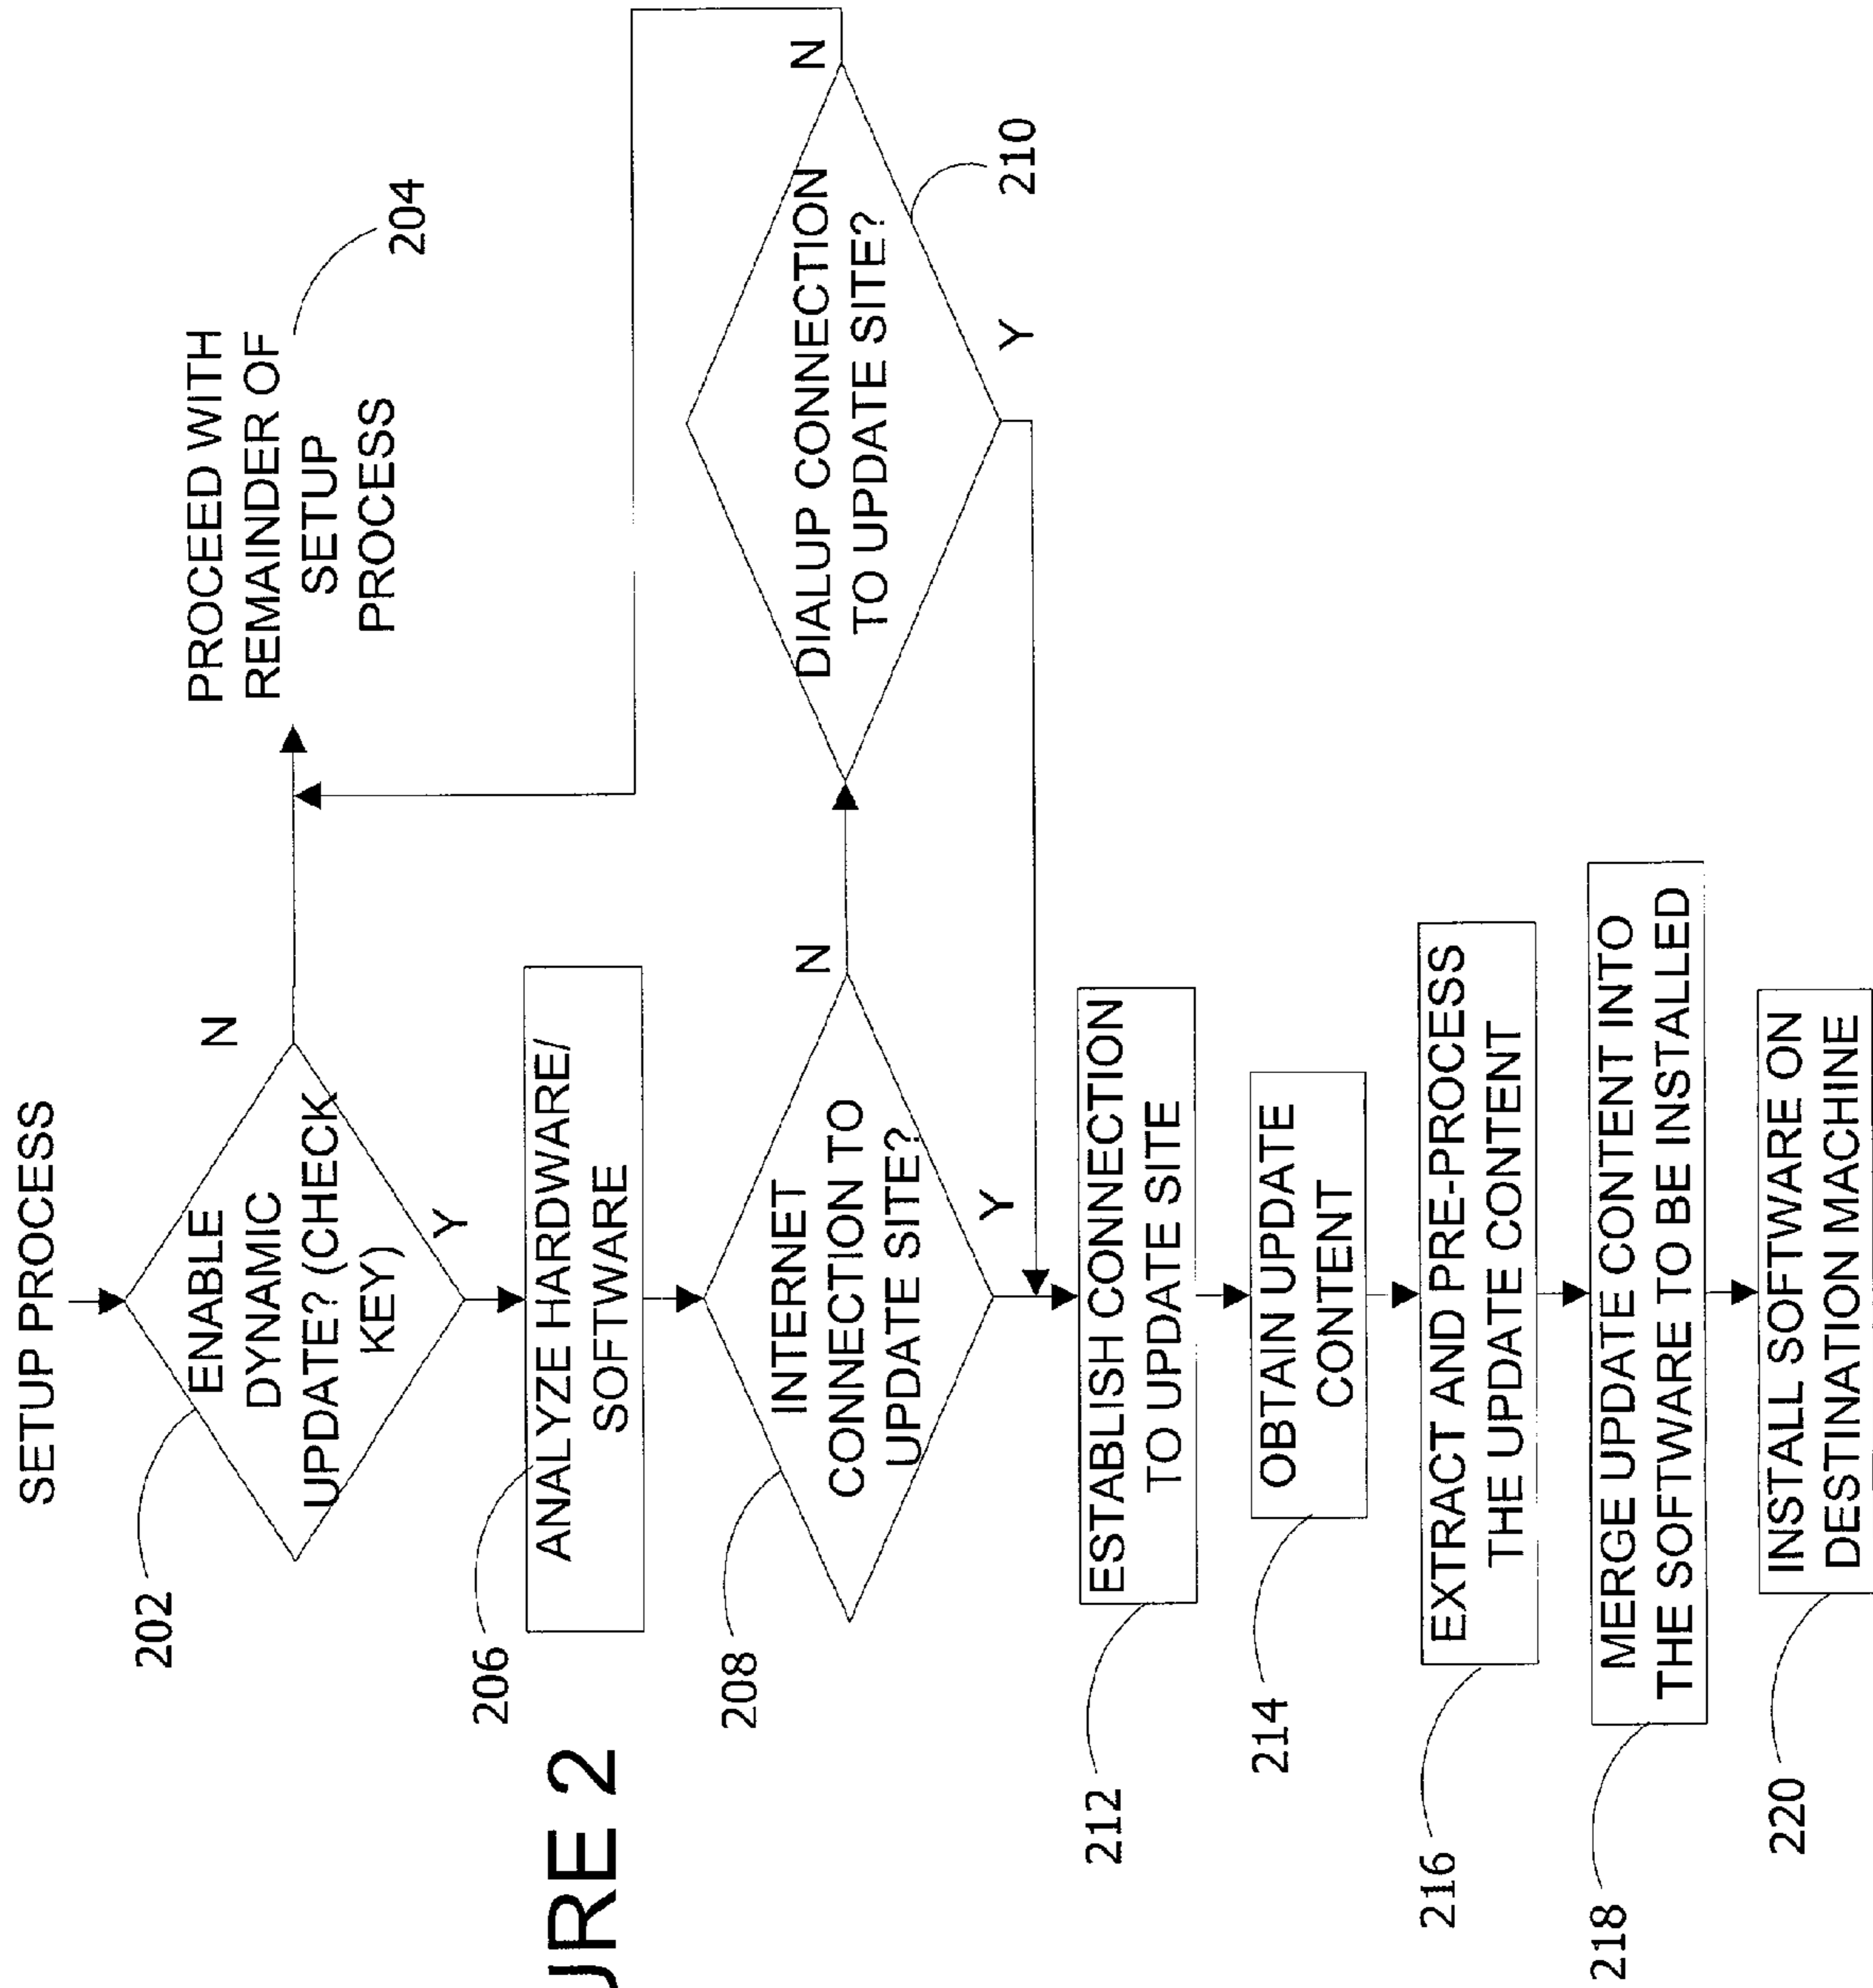 SETUP PROCESS
202
ENABLE
DYNAMIC
UPDATE? (CHECK
KEY)
N
Y
PROCEED WITH
REMAINDER OF
SETUP
PROCESS
204
206
ANALYZE HARDWARE/
SOFTWARE
URE 2
208
INTERNET
CONNECTION TO
UPDATE SITE?
N
Y
DIALUP CONNECTION
TO UPDATE SITE?
N
Y
210
212
ESTABLISH CONNECTION
TO UPDATE SITE
214
OBTAIN UPDATE
CONTENT
216
EXTRACT AND PRE-PROCESS
THE UPDATE CONTENT
218
MERGE UPDATE CONTENT INTO
THE SOFTWARE TO BE INSTALLED
220
INSTALL SOFTWARE ON
DESTINATION MACHINE